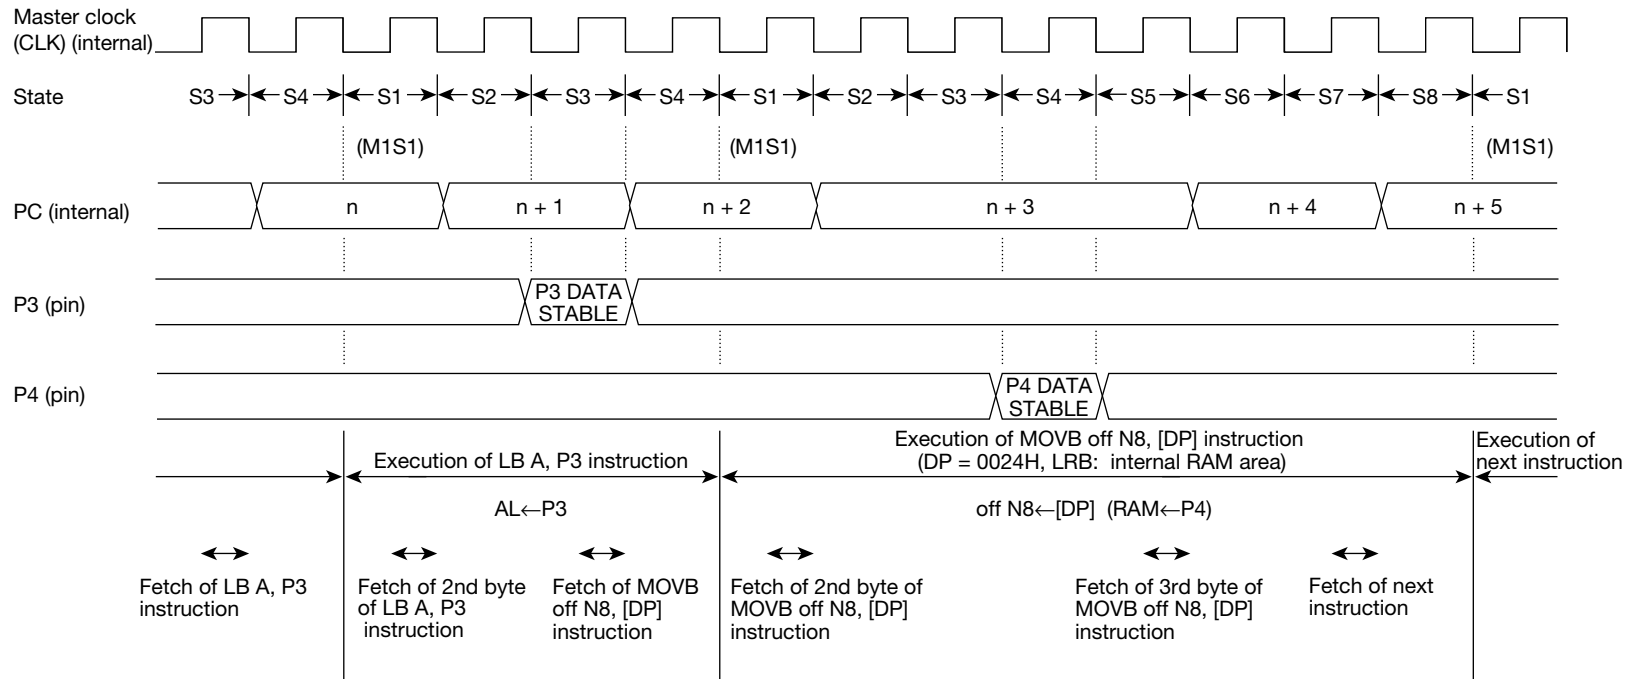 Master clock
(CLK) (internal)
State
S3 S4 S1 S2 S3 S4 S1 S2 S3 S4 S5 S6 S7 S8 S1
(M1S1) (M1S1) (M1S1)
PC (internal)
n n + 1 n + 2 n + 3 n + 4 n + 5
P3 (pin)
P3 DATA
STABLE
P4 (pin)
P4 DATA
STABLE
Execution of LB A, P3 instruction
Execution of MOVB off N8, [DP] instruction
(DP = 0024H, LRB: internal RAM area)
Execution of
next instruction
AL←P3
off N8←[DP] (RAM←P4)
Fetch of LB A, P3
instruction
Fetch of 2nd byte
of LB A, P3
instruction
Fetch of MOVB
off N8, [DP]
instruction
Fetch of 2nd byte of
MOVB off N8, [DP]
instruction
Fetch of 3rd byte of
MOVB off N8, [DP]
instruction
Fetch of next
instruction